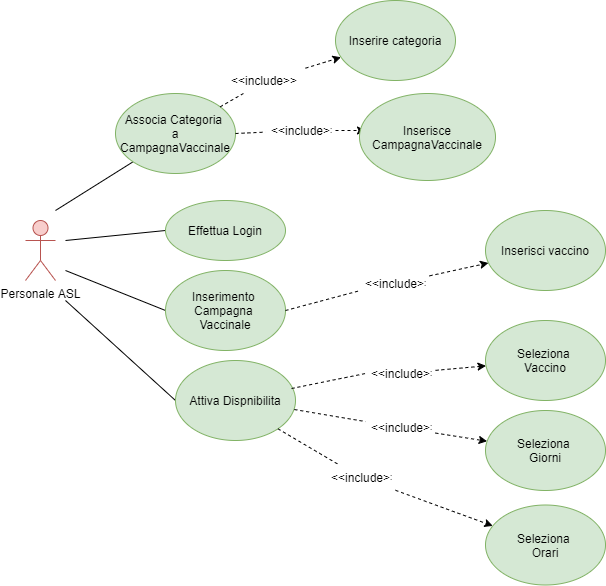 Inserire categoria
<<include>>
Associa Categoria
a
CampagnaVaccinale
<<include>:
Inserisce
CampagnaVaccinale
Effettua Login
Inserisci vaccino
<<include>:
Personale ASL
Inserimento
Campagna
Vaccinale
Seleziona
Vaccino
<<include>:
Attiva Dispnibilita
<<include>:
Seleziona
Giorni
<<include>:
Seleziona
Orari